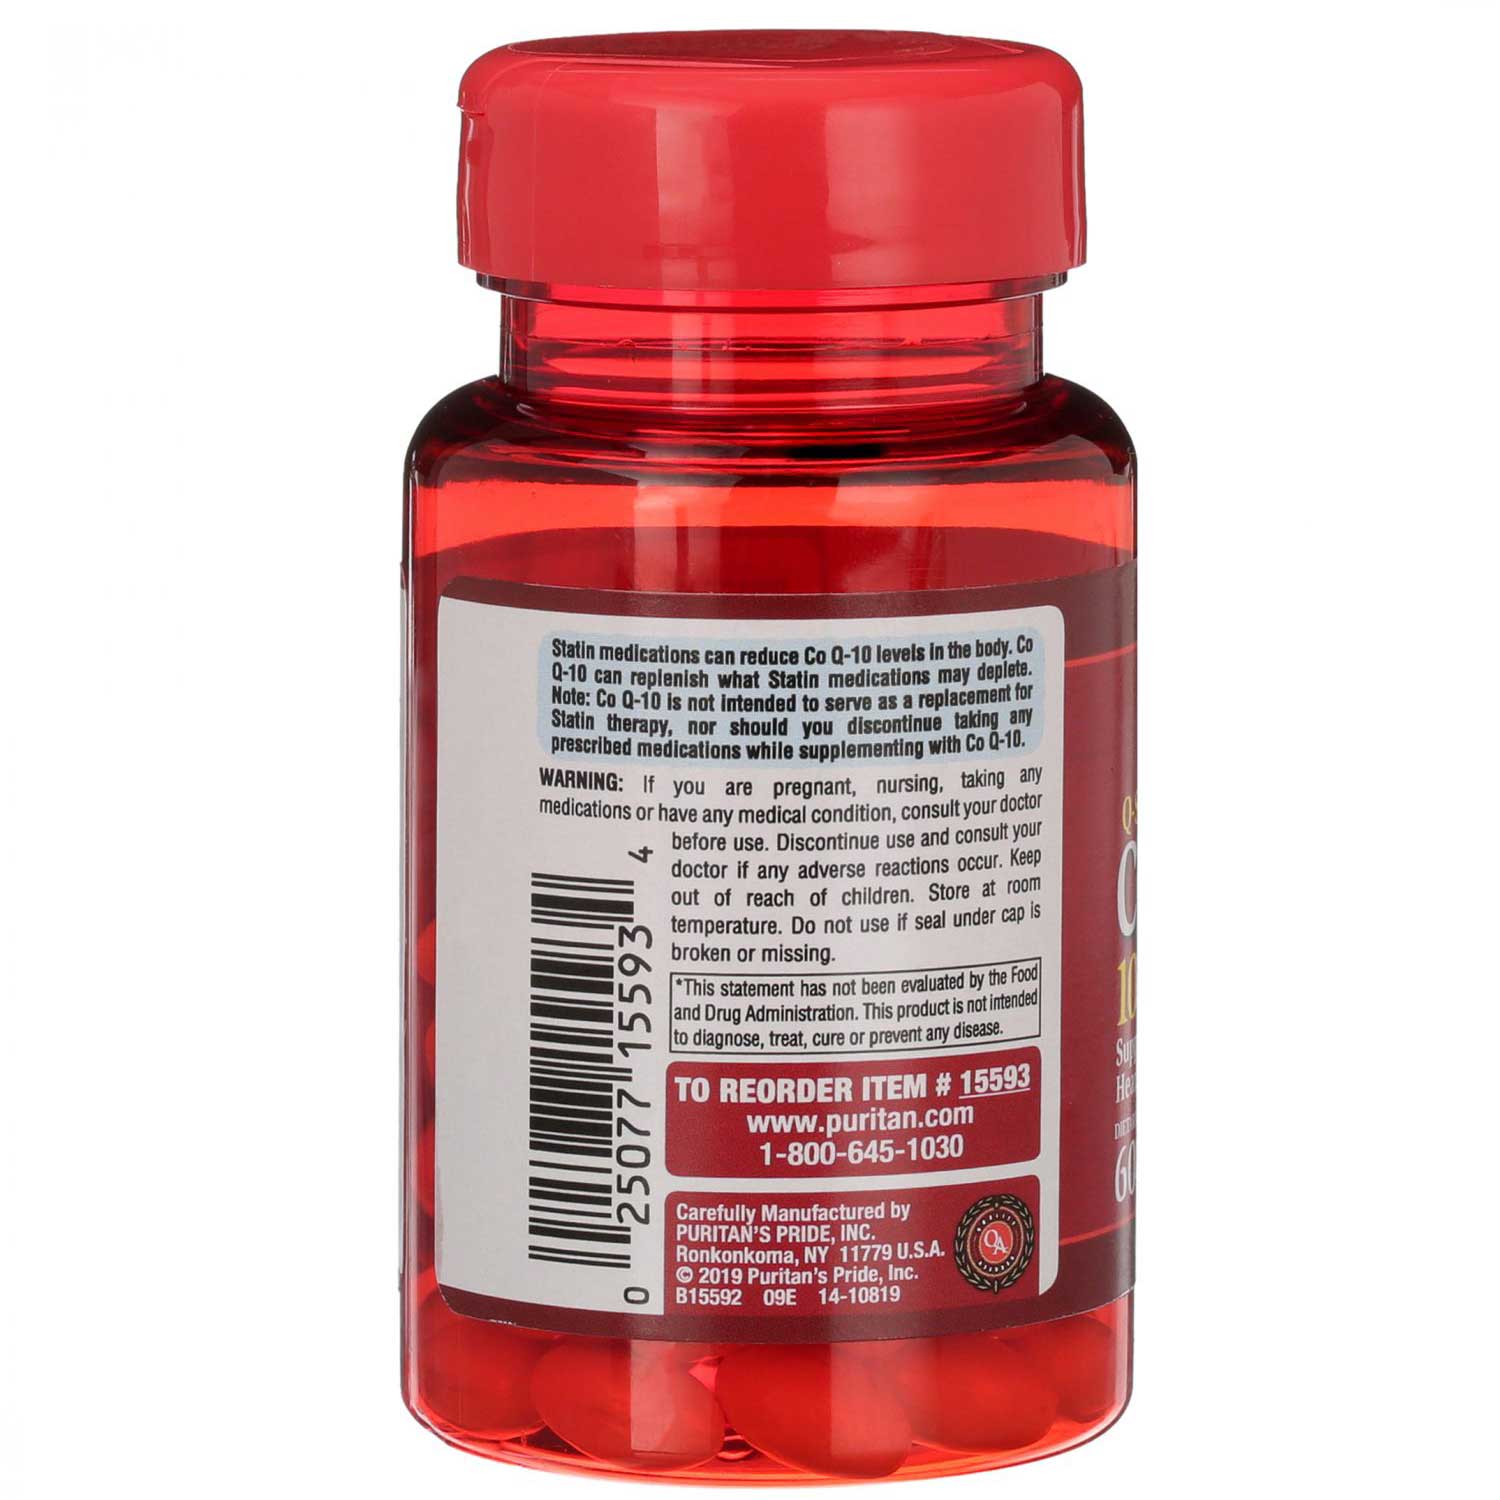 Statin medications can reduce Co Q-10 levels in the body. Co
Q-10 can replenish what Statin medications may deplete.
Note: Co Q-10 is not intended to serve as a replacement for
Statin therapy, nor should you discontinue taking any
prescribed medications while supplementing with Co Q-10.
WARNING: If you are pregnant, nursing, taking any
medications or have any medical condition, consult your doctor
before use. Discontinue use and consult your
doctor if any adverse reactions occur. Keep
out of reach of children. Store at room
temperature. Do not use if seal under cap is
broken or missing.
*This statement has not been evaluated by the Food
and Drug Administration. This product is not intended
to diagnose, treat, cure or prevent any disease.
0 25077 15593 4
TO REORDER ITEM # 15593
www.puritan.com
1-800-645-1030
Carefully Manufactured by
PURITAN'S PRIDE, INC.
Ronkonkoma, NY 11779 U.S.A.
© 2019 Puritan's Pride, Inc.
B15592 09E 14-10819
QA